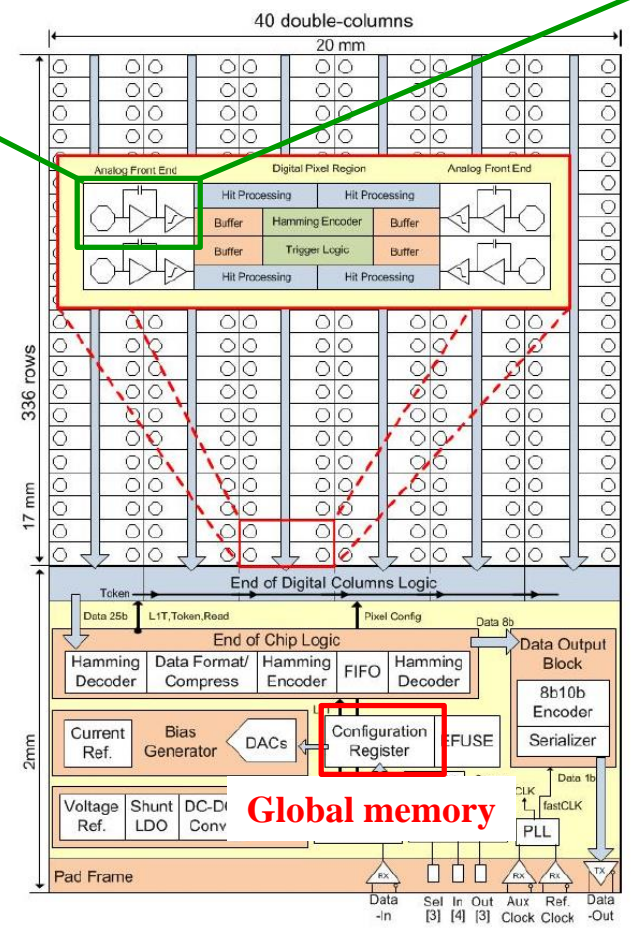 40 double-columns
20 mm
336 rows
17 mm
Analog Front End Digital Pixel Region Analog Front End
Hit Processing Hit Processing
Buffer Hamming Encoder Buffer
Buffer Trigger Logic Buffer
Hit Processing Hit Processing
2mm
End of Digital Columns Logic
Token
Data 25b L1T,Token,Read Pixel Config Data 8b
End of Chip Logic
Hamming Decoder
Data Format/ Compress
Hamming Encoder
FIFO
Hamming Decoder
Data Output Block
8b10b Encoder
Serializer
Current Ref.
Bias Generator
DACs
Configuration Register
EFUSE
Data 1b
Global memory
Voltage Ref.
Shunt LDO
fastCLK
PLL
Pad Frame
RX RX RX TX
Data -In
Sel [3]
In [4]
Out [3]
Aux Clock
Ref. Clock
Data -Out